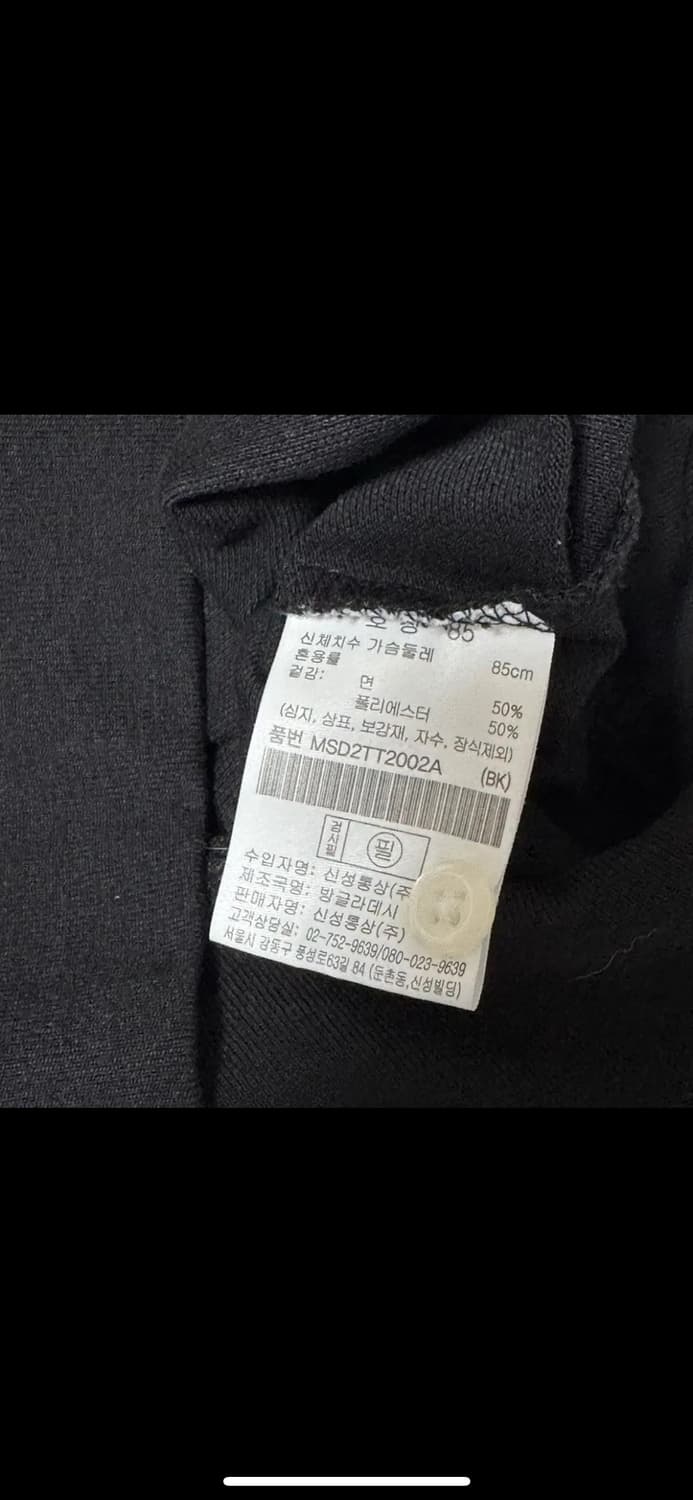 호칭 85
신체치수 가슴둘레 85cm
혼용률
겉감: 면 50%
폴리에스터 50%
(심지, 상표, 보강재, 자수, 장식제외)
품번 MSD2TT2002A (BK)
검사필 필
수입자명: 신성통상(주
제조국명: 방글라데시
판매자명: 신성통상(주)
고객상담실: 02-752-9639/080-023-9639
서울시 강동구 풍성로63길 84 (둔촌동,신성빌딩)